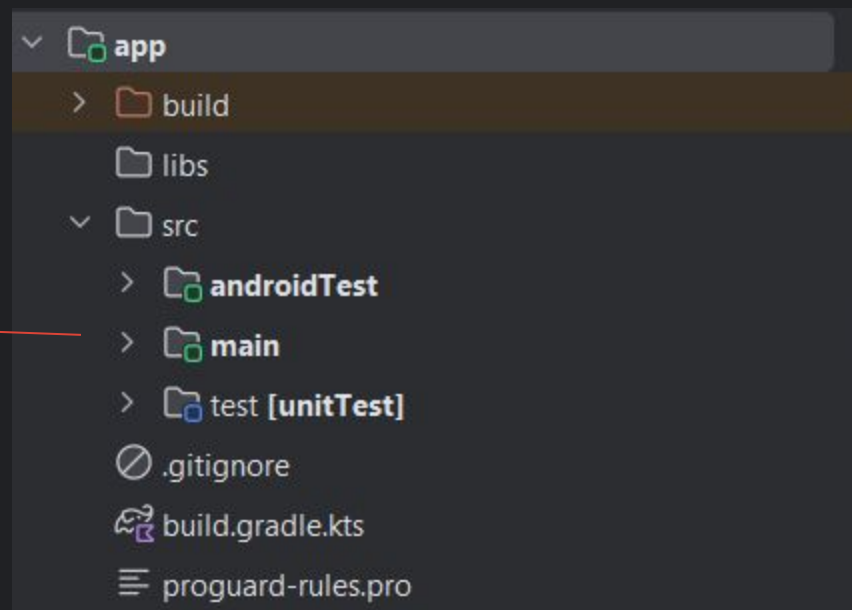 app
build
libs
src
androidTest
main
test [unitTest]
.gitignore
build.gradle.kts
proguard-rules.pro